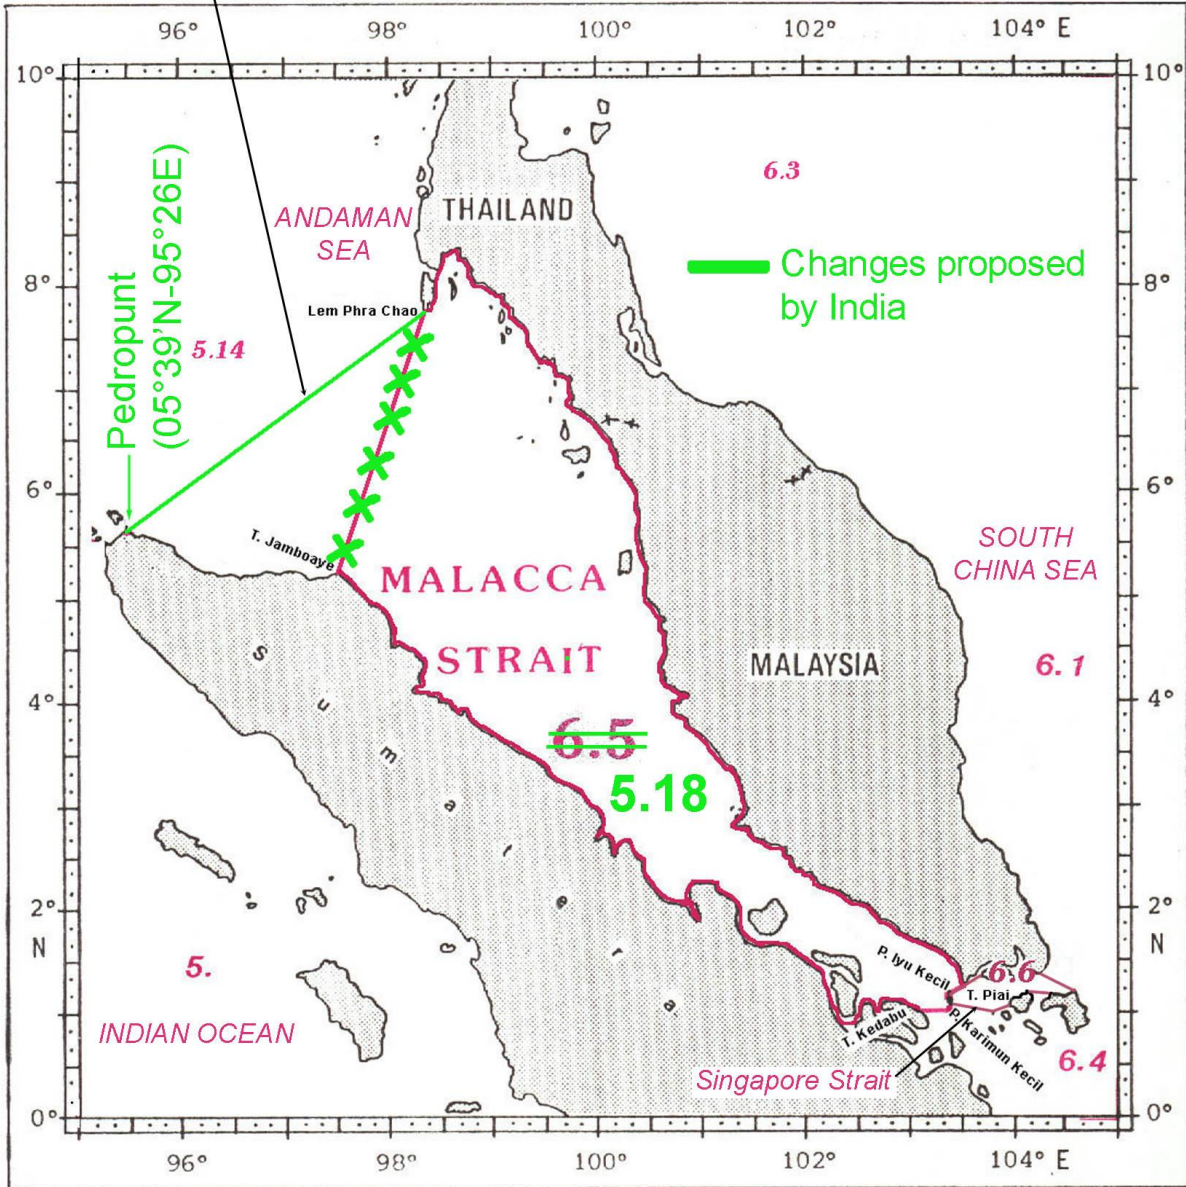 96° 98° 100° 102° 104° E
10° 10°
6.3
THAILAND
ANDAMAN
SEA
Changes proposed
by India
8° 8°
Lem Phra Chao
5.14
Pedropunt
(05°39'N-95°26E)
6° 6°
T. Jamboaye
SOUTH
CHINA SEA
MALACCA
STRAIT
MALAYSIA
6.1
Sumatera
4° 4°
6.5
5.18
2° 2°
N N
5.
INDIAN OCEAN
P. Iyu Kecil
6.6
T. Piai
T. Kedabu
P. Karimun Kecil
6.4
Singapore Strait
0° 0°
96° 98° 100° 102° 104° E